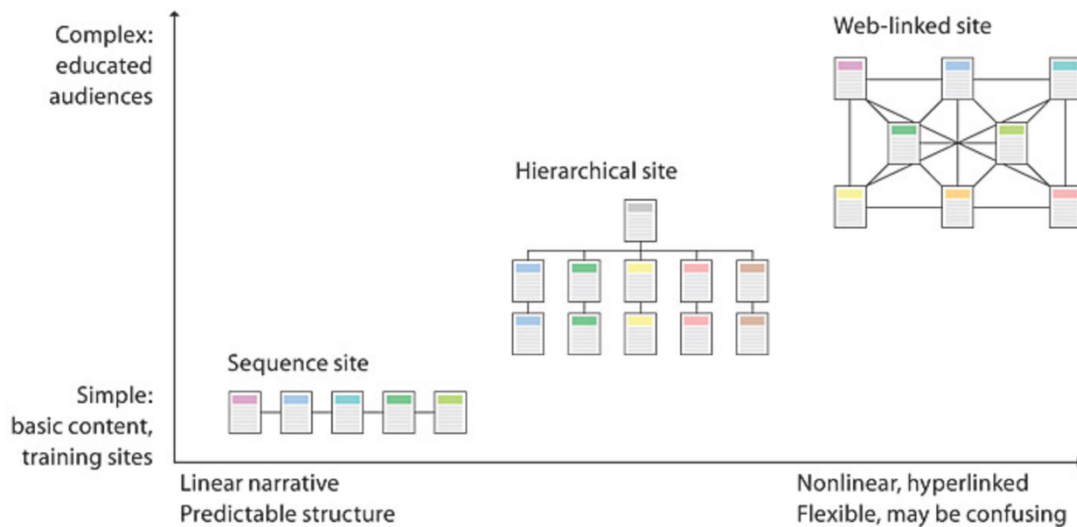 Complex:
educated
audiences
Web-linked site
Hierarchical site
Sequence site
Simple:
basic content,
training sites
Linear narrative
Predictable structure
Nonlinear, hyperlinked
Flexible, may be confusing